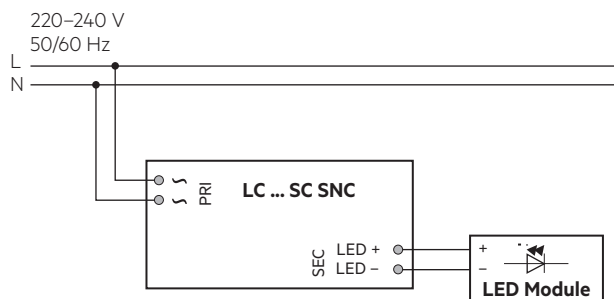 220–240 V
50/60 Hz
L
N
~ PRI
~
LC ... SC SNC
SEC
LED +
LED –
+
–
LED Module